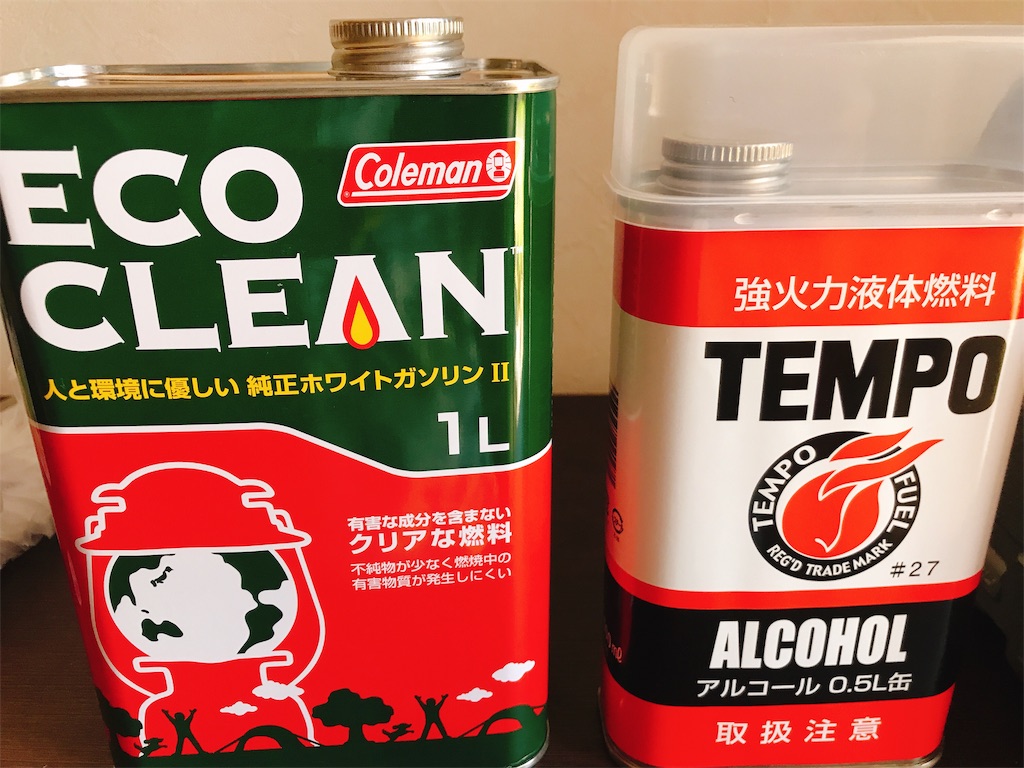 ECO
Coleman
CLEAN™
人と環境に優しい 純正ホワイトガソリン II
1L
有害な成分を含まない
クリアな燃料
不純物が少なく燃焼中の
有害物質が発生しにくい
強火力液体燃料
TEMPO
TEMPO FUEL
REG'D TRADE MARK
#27
ALCOHOL
アルコール 0.5L缶
取扱注意